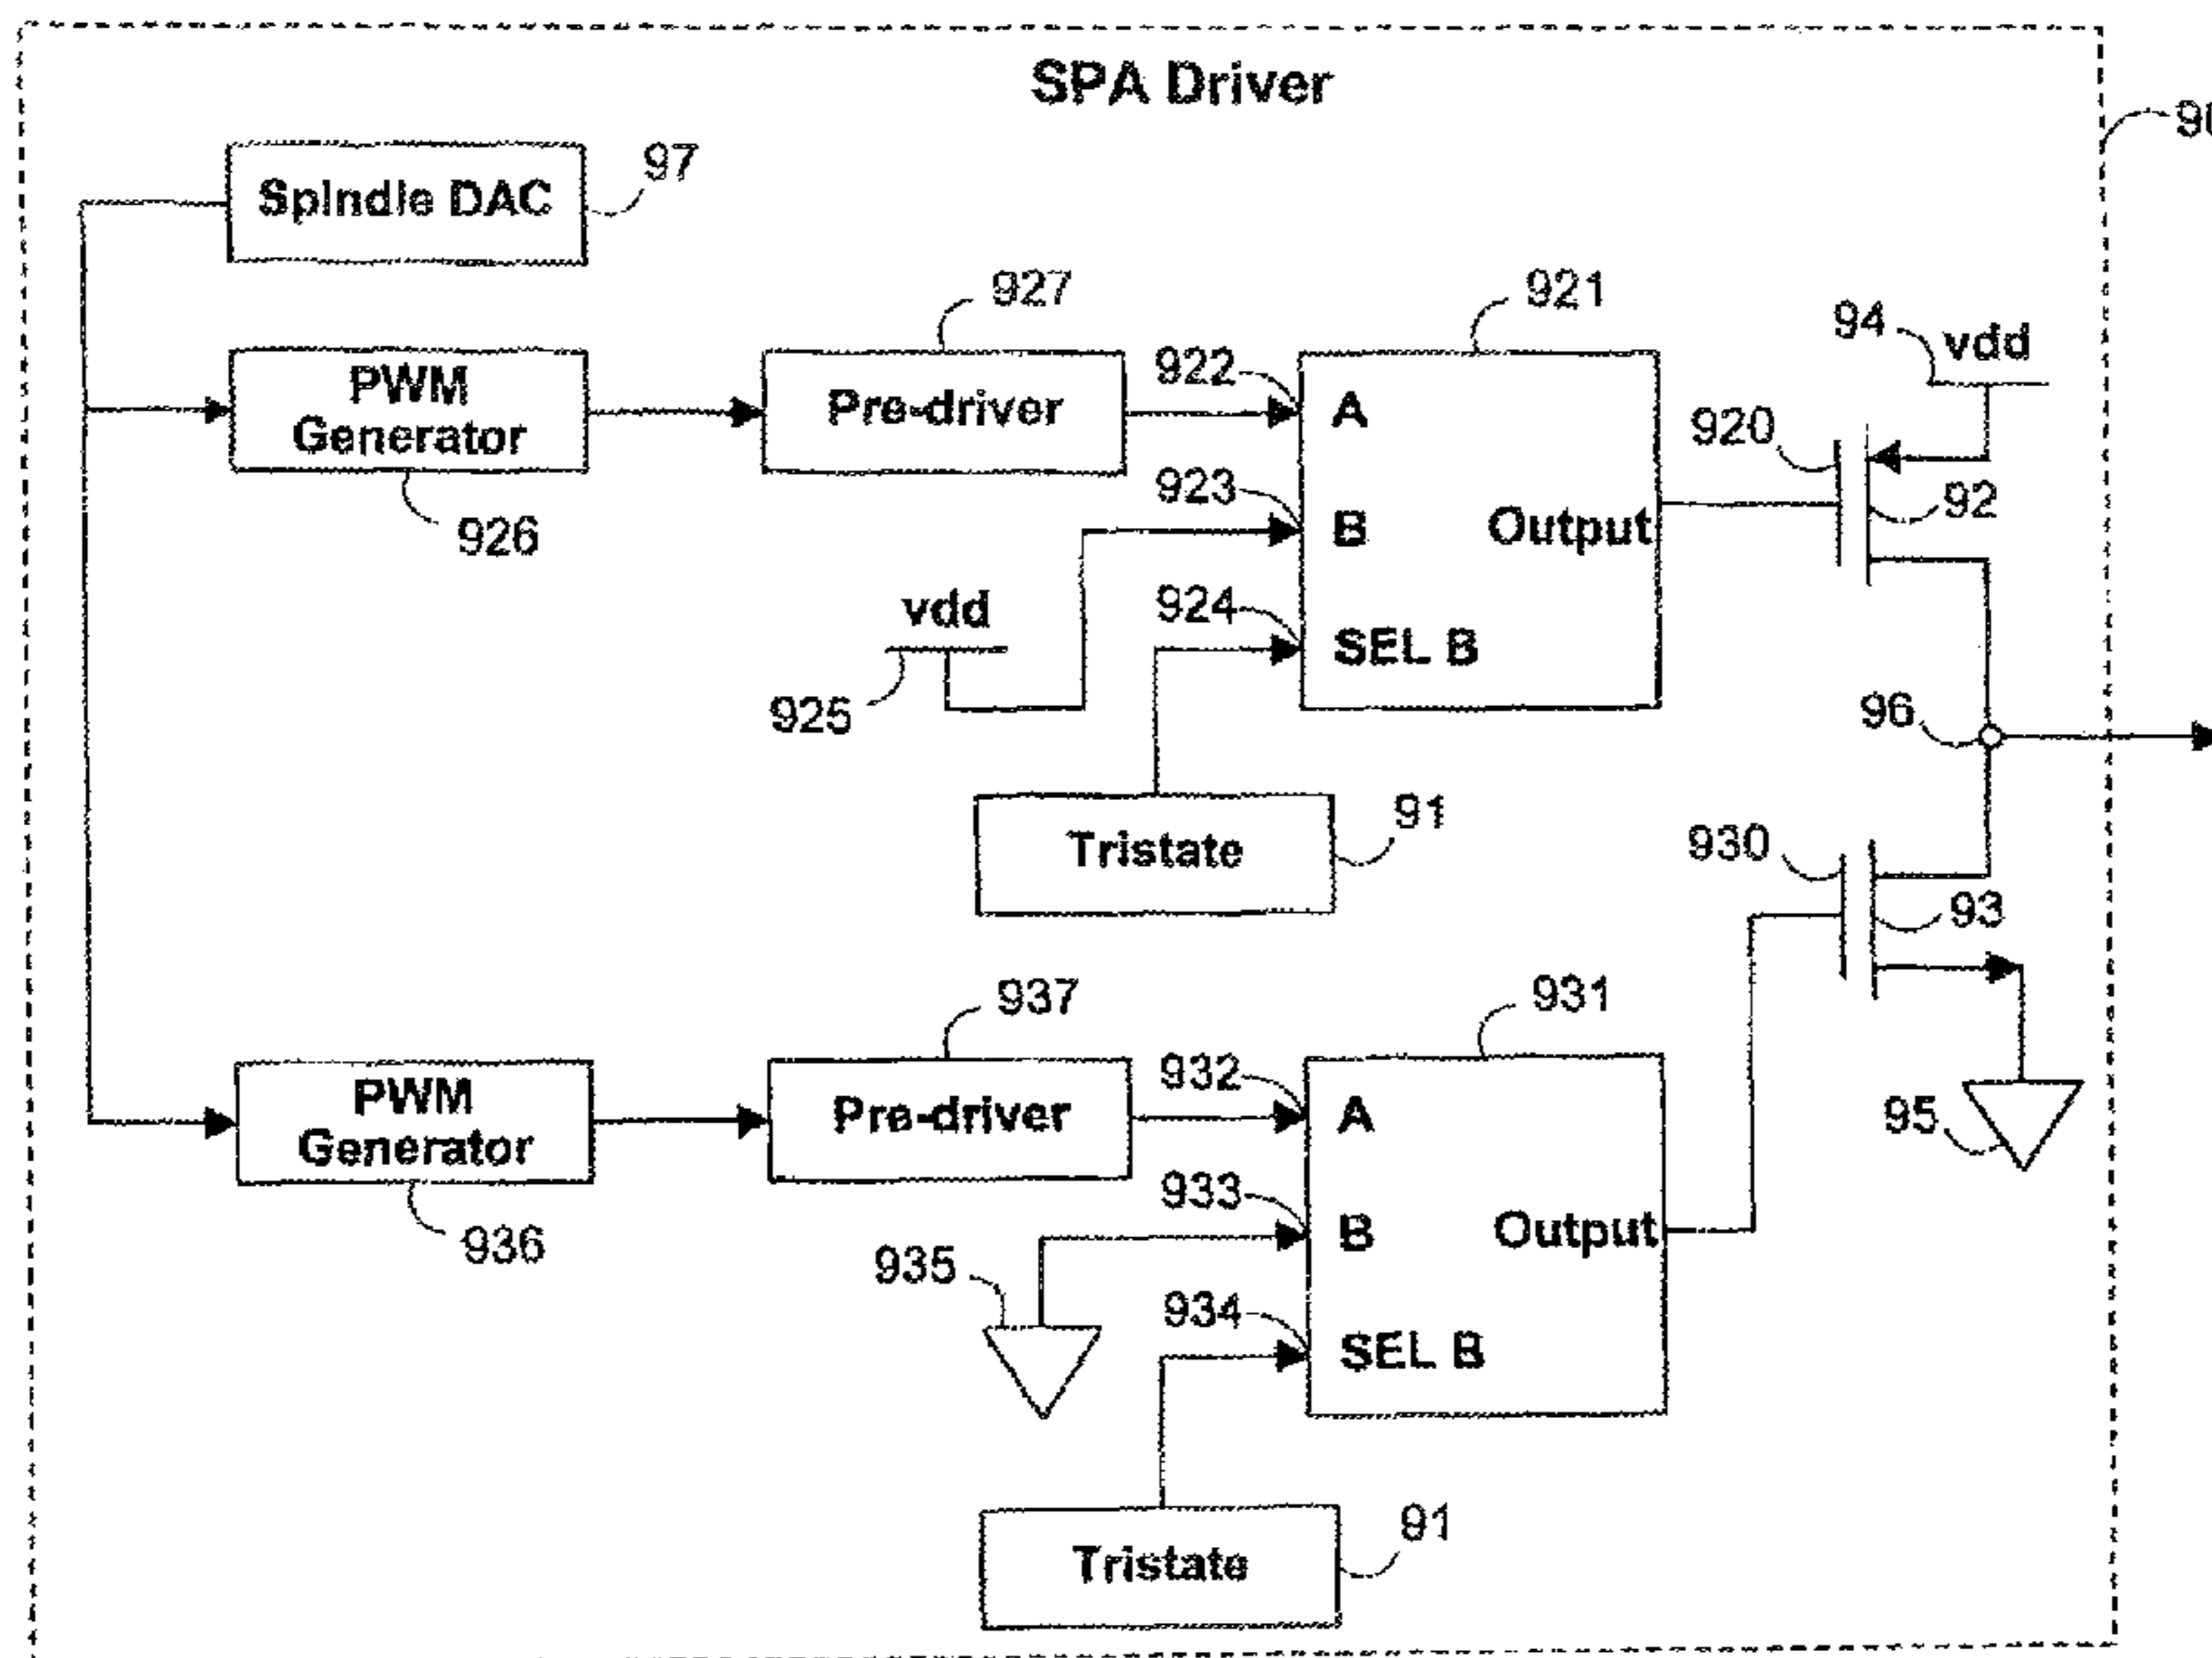 SPA Driver
97
Spindle DAC
927
921
94
vdd
PWM
Generator
926
Pre-driver
922
A
920
92
923
B
Output
vdd
925
924
SEL B
96
Tristate
91
930
93
937
931
PWM
Generator
936
Pre-driver
932
A
95
933
B
Output
935
934
SEL B
Tristate
91